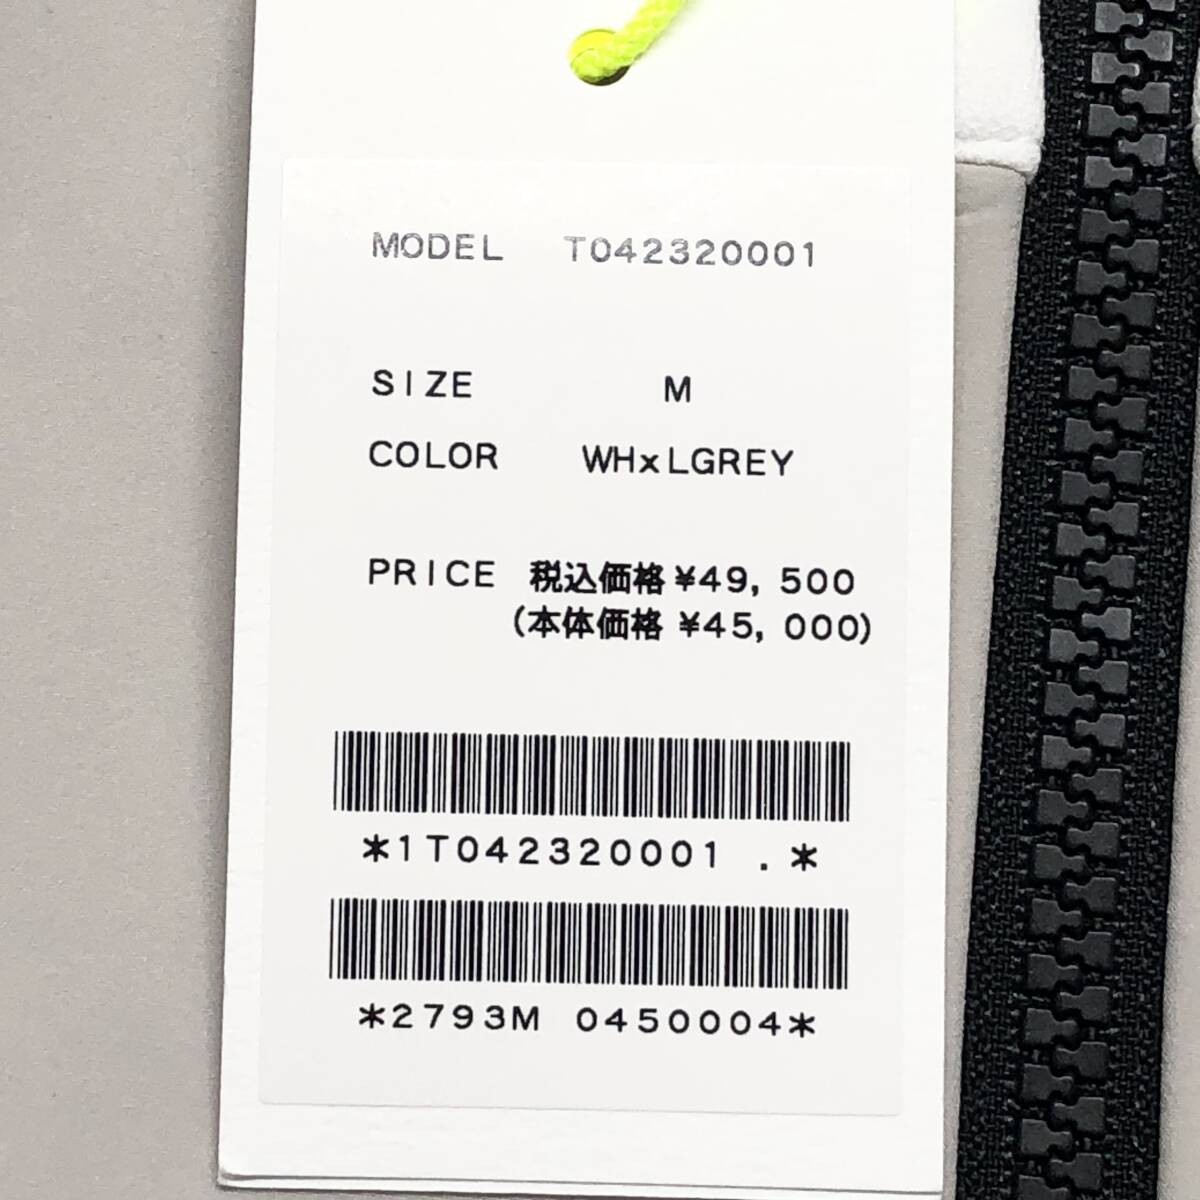 MODEL T042320001
SIZE M
COLOR WHxLGREY
PRICE 税込価格 ¥49, 500
(本体価格 ¥45, 000)
*1T042320001 .*
*2793M 0450004*